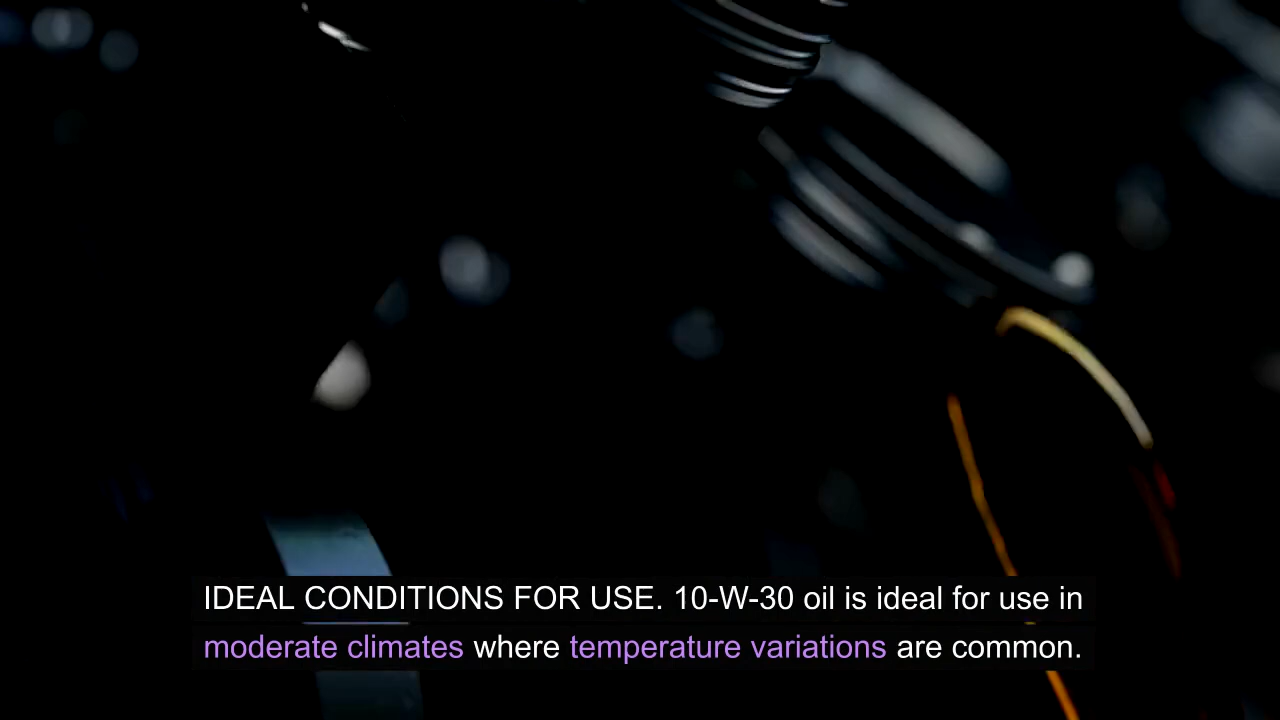 IDEAL CONDITIONS FOR USE. 10-W-30 oil is ideal for use in
moderate climates where temperature variations are common.